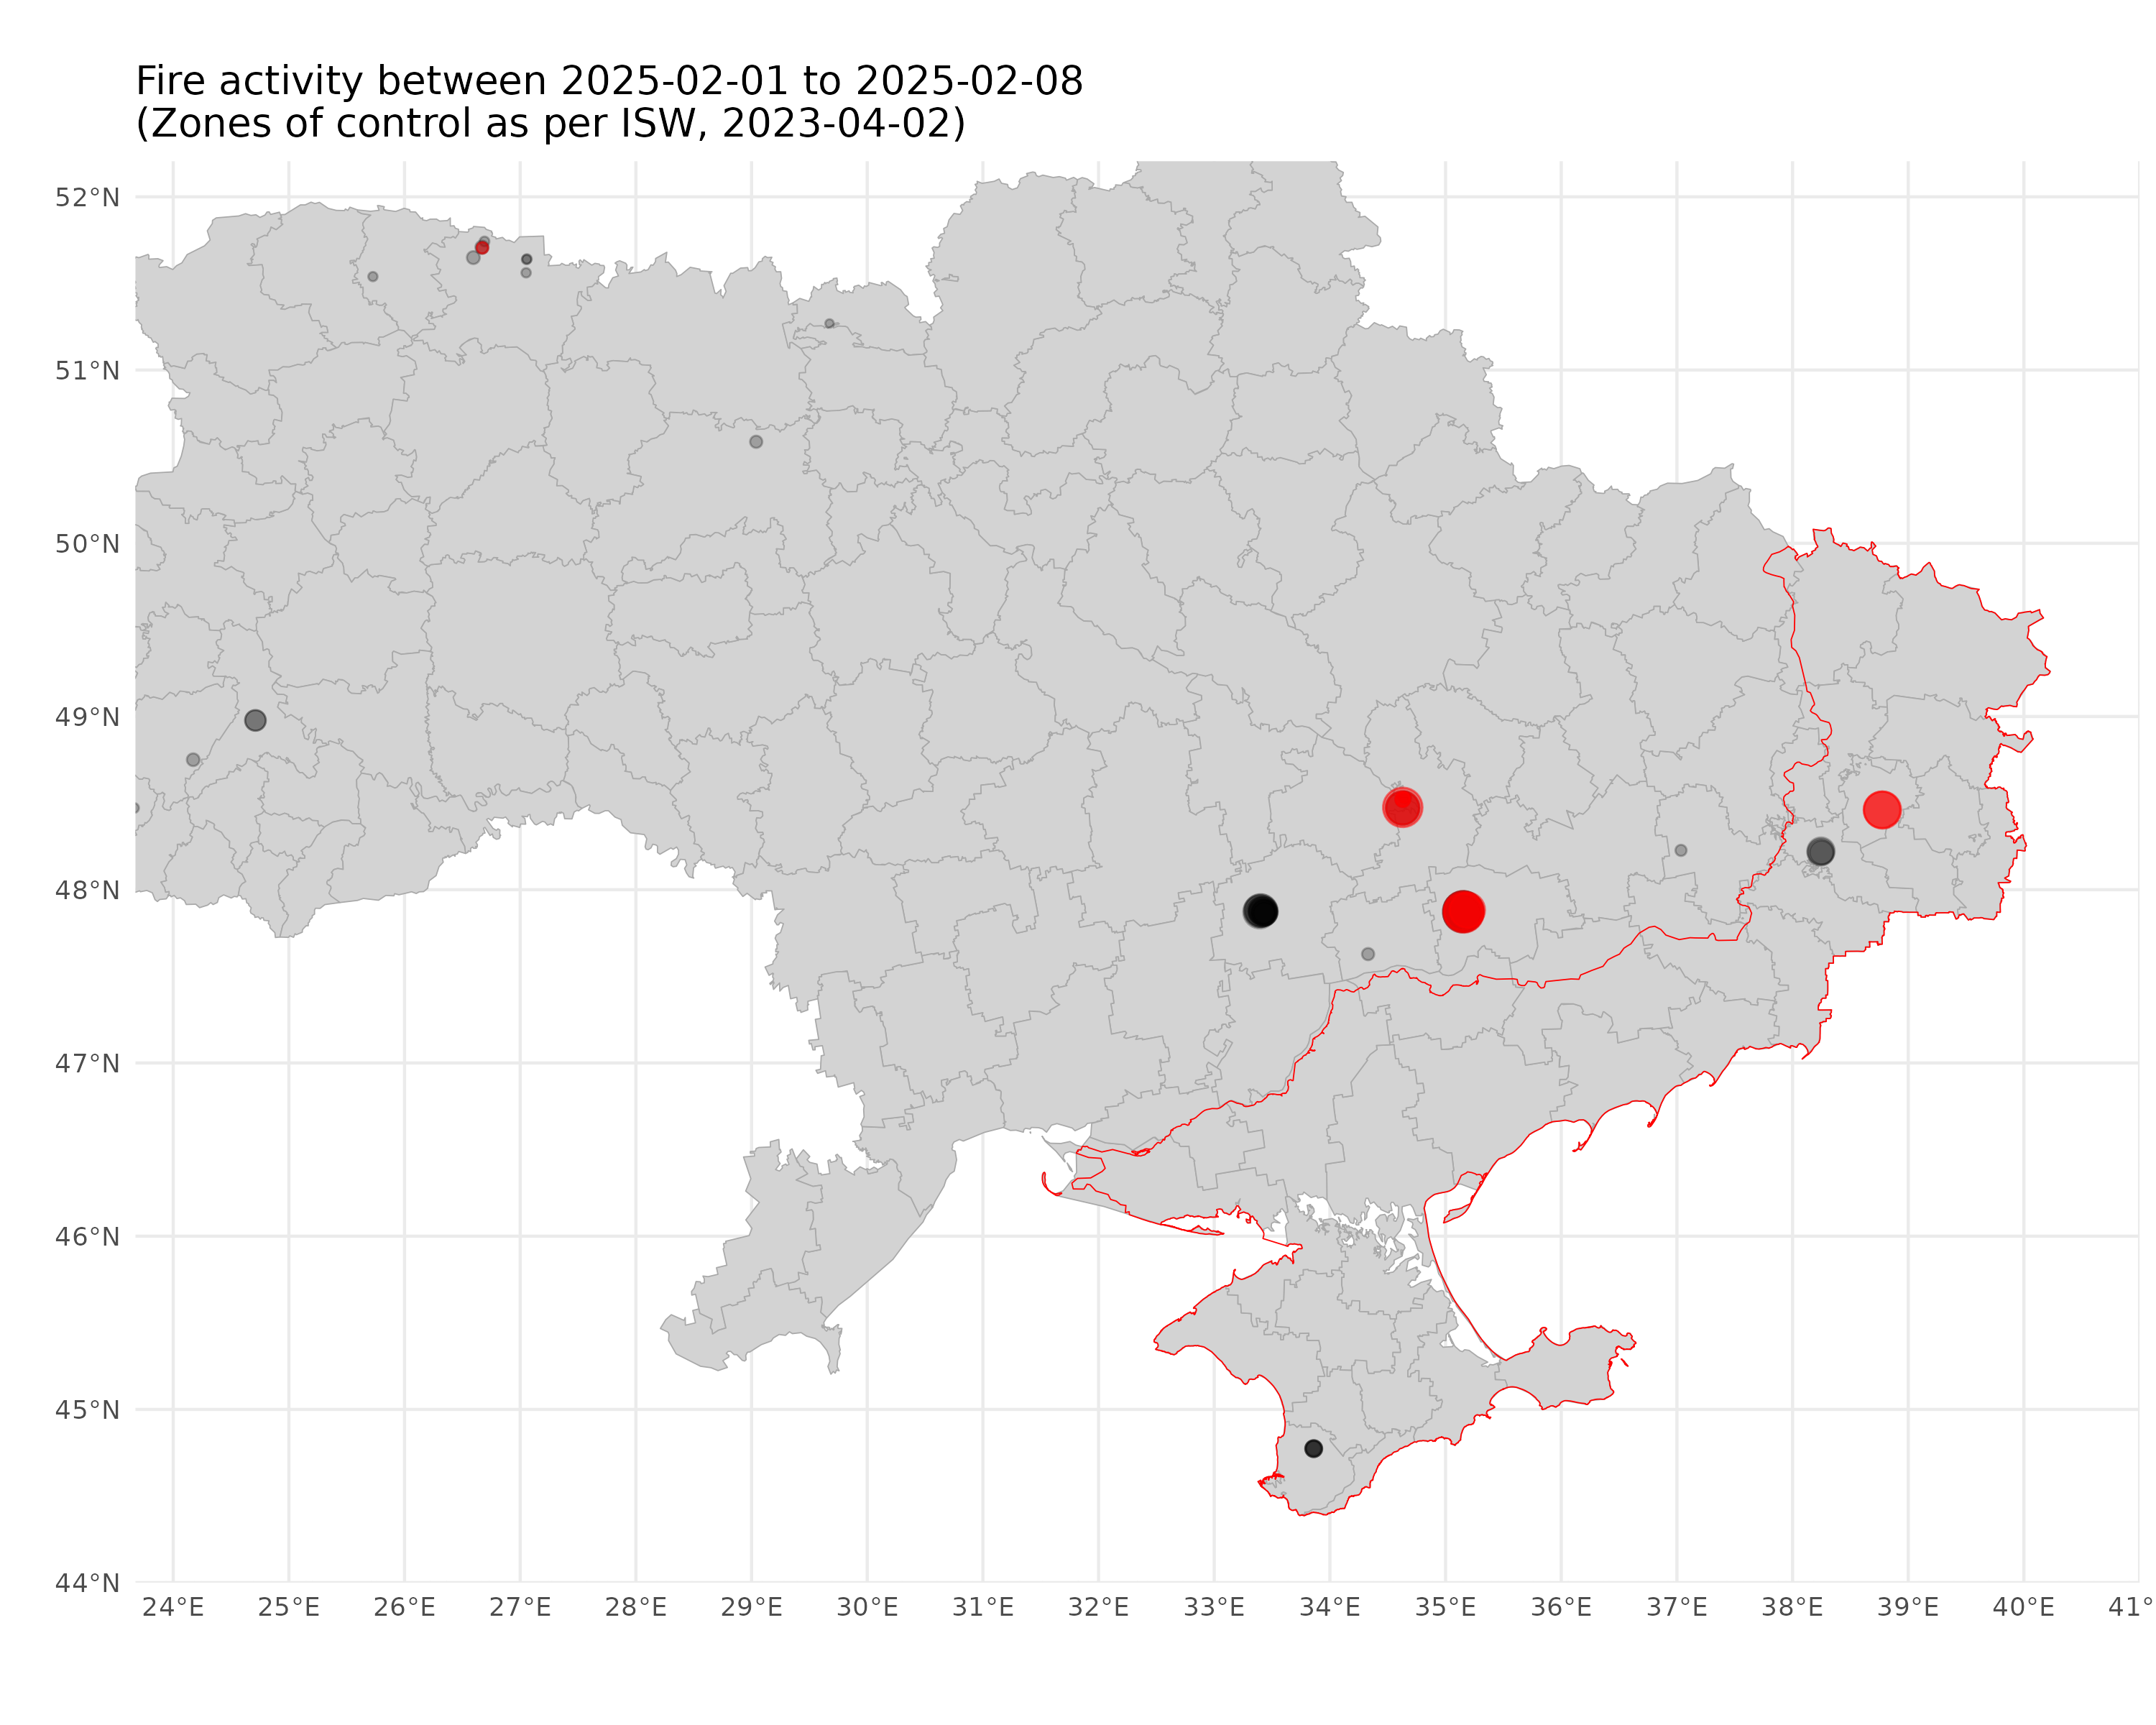 Fire activity between 2025-02-01 to 2025-02-08
(Zones of control as per ISW, 2023-04-02)
52°N
51°N
50°N
49°N
48°N
47°N
46°N
45°N
44°N
24°E 25°E 26°E 27°E 28°E 29°E 30°E 31°E 32°E 33°E 34°E 35°E 36°E 37°E 38°E 39°E 40°E 41°